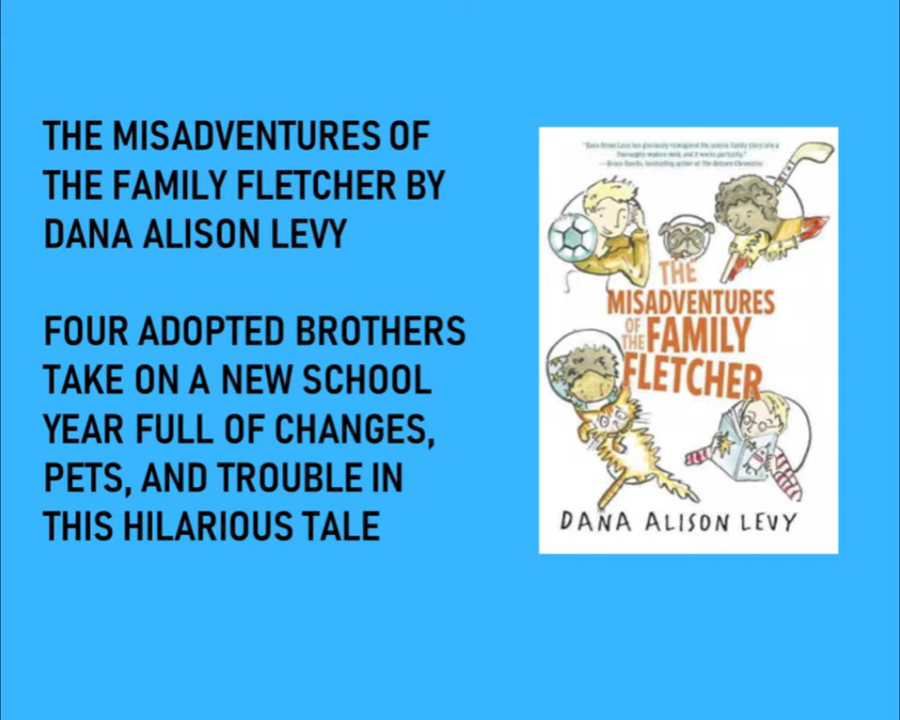 THE MISADVENTURES OF
THE FAMILY FLETCHER BY
DANA ALISON LEVY
FOUR ADOPTED BROTHERS
TAKE ON A NEW SCHOOL
YEAR FULL OF CHANGES,
PETS, AND TROUBLE IN
THIS HILARIOUS TALE
THE
MISADVENTURES
OF
THE FAMILY
FLETCHER
DANA ALISON LEVY